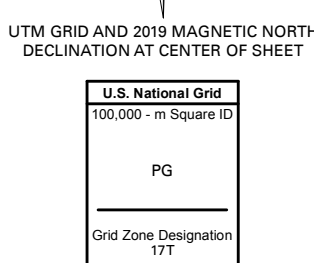 UTM GRID AND 2019 MAGNETIC NORTH
DECLINATION AT CENTER OF SHEET
U.S. National Grid
100,000 - m Square ID
PG
Grid Zone Designation
17T